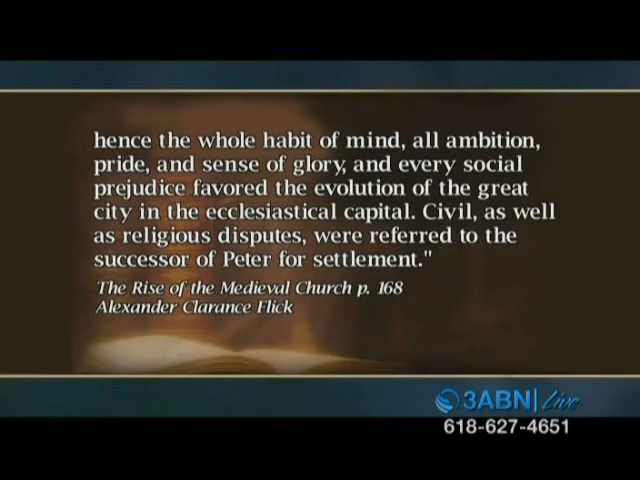 hence the whole habit of mind, all ambition,
pride, and sense of glory, and every social
prejudice favored the evolution of the great
city in the ecclesiastical capital. Civil, as well
as religious disputes, were referred to the
successor of Peter for settlement."
The Rise of the Medieval Church p. 168
Alexander Clarance Flick
3ABN|Live
618-627-4651